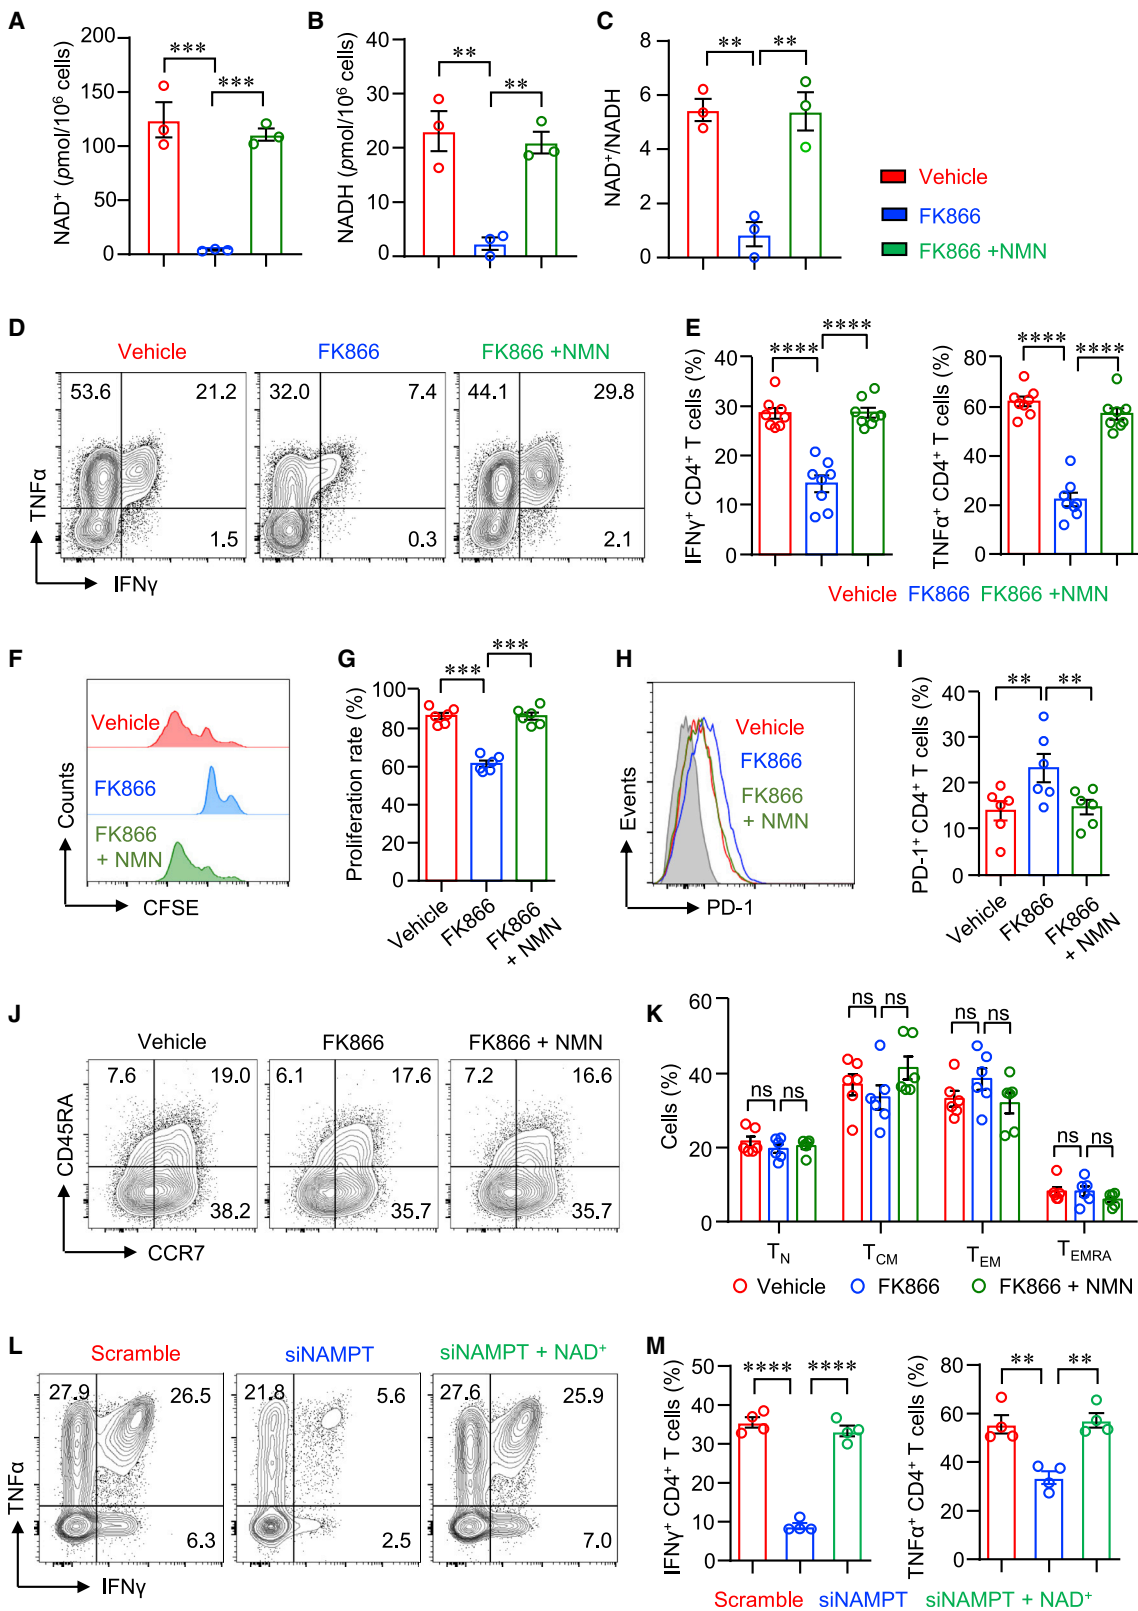 A
NAD⁺ (pmol/10⁶ cells)
200
150
100
50
0
***
***
B
NADH (pmol/10⁶ cells)
40
30
20
10
0
**
**
C
NAD⁺/NADH
8
6
4
2
0
**
**
Vehicle
FK866
FK866 +NMN
D
Vehicle
FK866
FK866 +NMN
53.6
21.2
1.5
32.0
7.4
0.3
44.1
29.8
2.1
TNFα
IFNγ
E
IFNγ⁺ CD4⁺ T cells (%)
40
30
20
10
0
****
****
TNFα⁺ CD4⁺ T cells (%)
80
60
40
20
0
****
****
Vehicle FK866 FK866 +NMN
F
Vehicle
FK866
FK866
+ NMN
Counts
CFSE
G
Proliferation rate (%)
100
80
60
40
20
0
***
***
Vehicle
FK866
FK866
+ NMN
H
Vehicle
FK866
FK866
+ NMN
Events
PD-1
I
PD-1⁺ CD4⁺ T cells (%)
40
30
20
10
0
**
**
Vehicle
FK866
FK866
+ NMN
J
Vehicle
FK866
FK866 + NMN
7.6
19.0
38.2
6.1
17.6
35.7
7.2
16.6
35.7
CD45RA
CCR7
K
Cells (%)
60
40
20
0
ns
ns
ns
ns
ns
ns
ns
ns
T_N
T_CM
T_EM
T_EMRA
Vehicle
FK866
FK866 + NMN
L
Scramble
siNAMPT
siNAMPT + NAD⁺
27.9
26.5
6.3
21.8
5.6
2.5
27.6
25.9
7.0
TNFα
IFNγ
M
IFNγ⁺ CD4⁺ T cells (%)
50
40
30
20
10
0
****
****
TNFα⁺ CD4⁺ T cells (%)
80
60
40
20
0
**
**
Scramble siNAMPT siNAMPT + NAD⁺